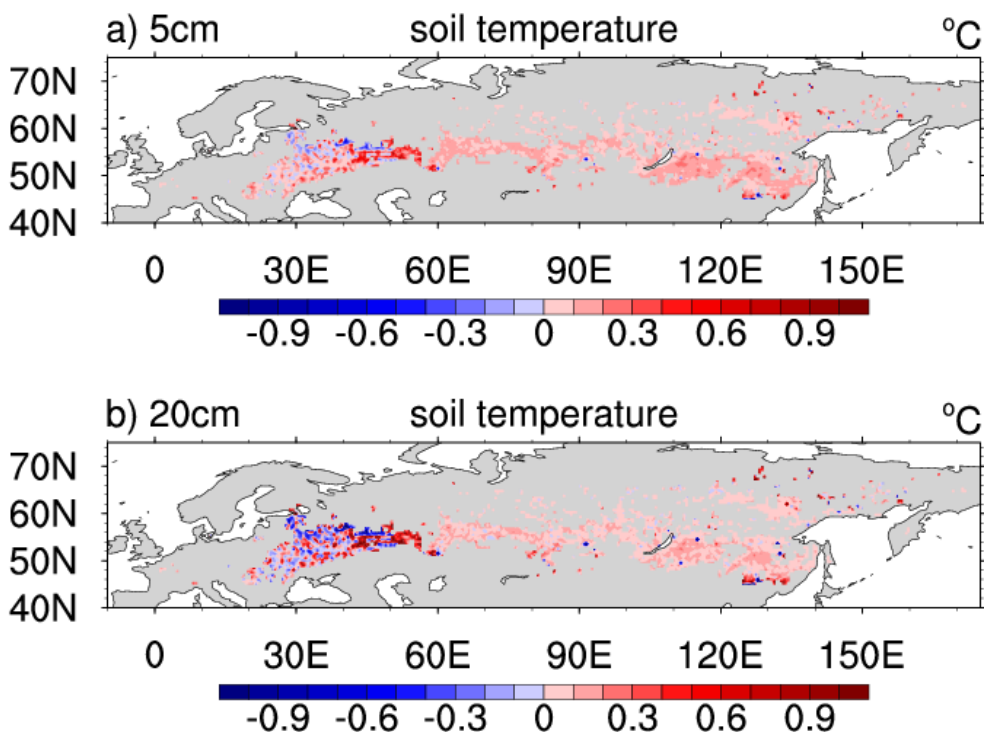 a) 5cm soil temperature ºC
70N
60N
50N
40N
0 30E 60E 90E 120E 150E
-0.9 -0.6 -0.3 0 0.3 0.6 0.9
b) 20cm soil temperature ºC
70N
60N
50N
40N
0 30E 60E 90E 120E 150E
-0.9 -0.6 -0.3 0 0.3 0.6 0.9